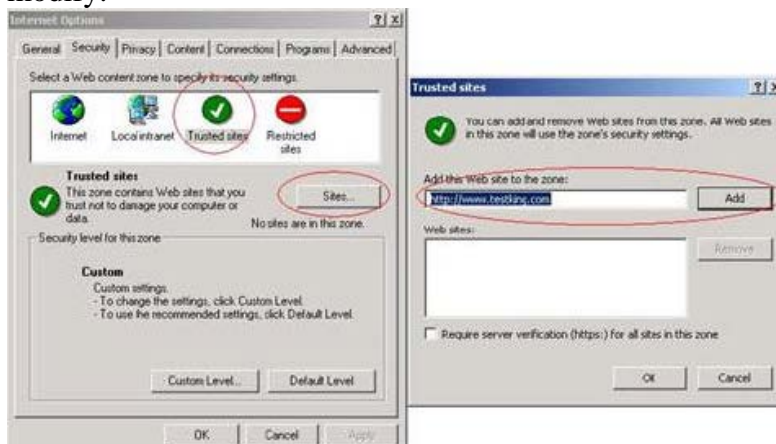 modify.
Internet Options
General Security Privacy Content Connections Programs Advanced
Select a Web content zone to specify its security settings.
Internet Local intranet Trusted sites Restricted sites
Trusted sites
This zone contains Web sites that you
trust not to damage your computer or
data.
Sites...
No sites are in this zone.
Security level for this zone
Custom
Custom settings.
- To change the settings, click Custom Level.
- To use the recommended settings, click Default Level.
Custom Level... Default Level
OK Cancel Apply
Trusted sites
You can add and remove Web sites from this zone. All Web sites
in this zone will use the zone's security settings.
Add this Web site to the zone:
http://www.testking.com Add
Web sites:
Remove
Require server verification (https:) for all sites in this zone
OK Cancel